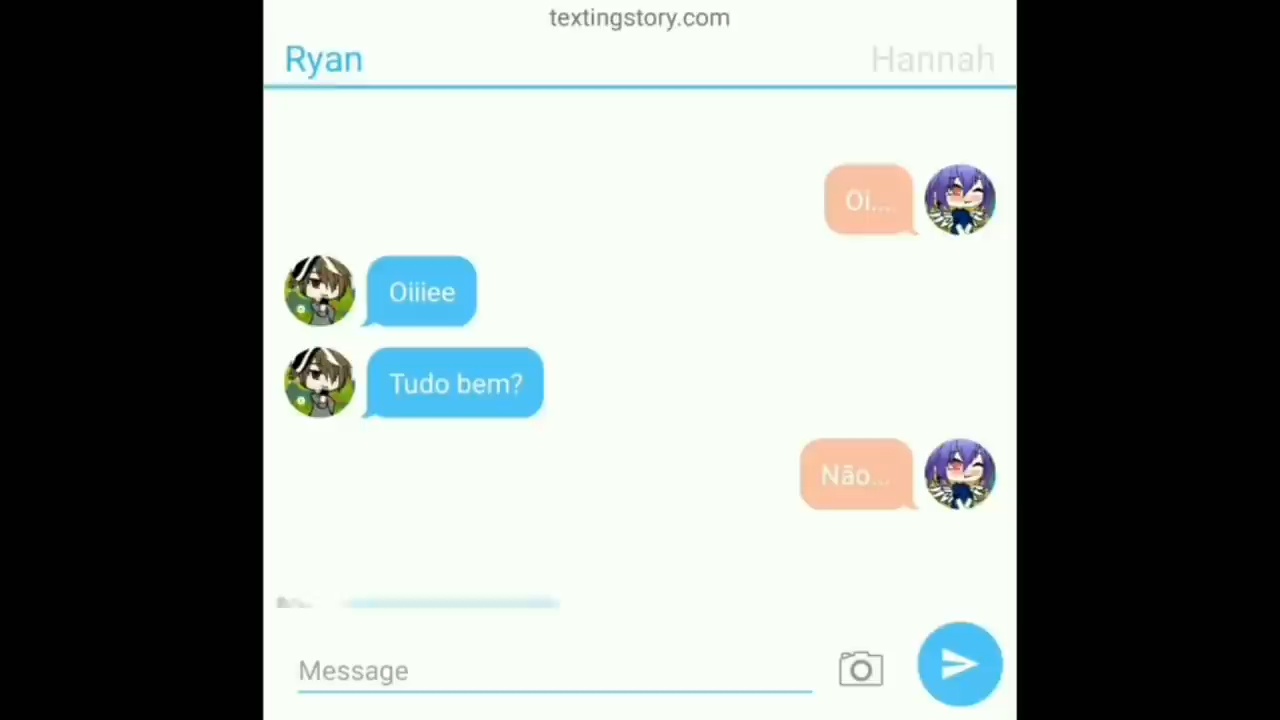 textingstory.com
Ryan
Hannah
Oi...
Oiiiee
Tudo bem?
Não...
Message